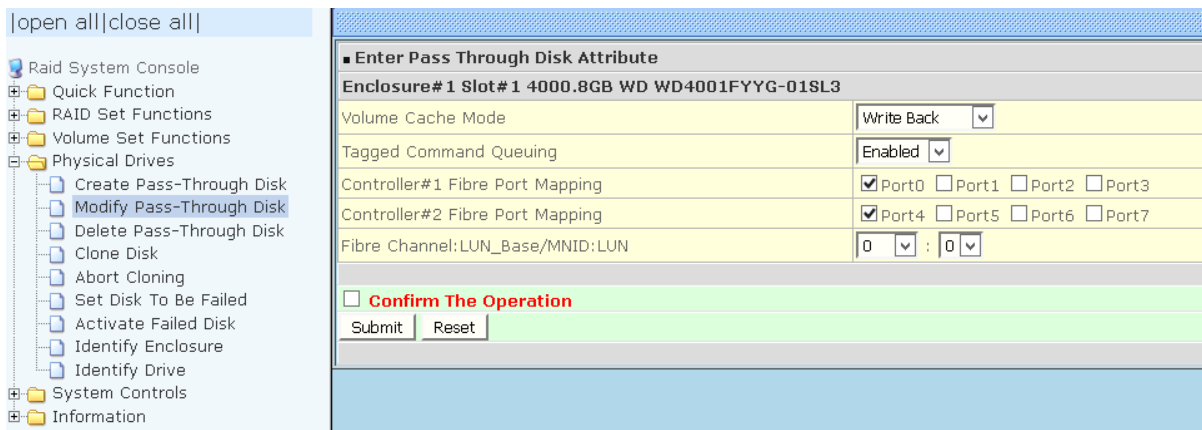 |open all|close all|
Raid System Console
Quick Function
RAID Set Functions
Volume Set Functions
Physical Drives
Create Pass-Through Disk
Modify Pass-Through Disk
Delete Pass-Through Disk
Clone Disk
Abort Cloning
Set Disk To Be Failed
Activate Failed Disk
Identify Enclosure
Identify Drive
System Controls
Information
Enter Pass Through Disk Attribute
Enclosure#1 Slot#1 4000.8GB WD WD4001FYYG-01SL3
Volume Cache Mode Write Back
Tagged Command Queuing Enabled
Controller#1 Fibre Port Mapping Port0 Port1 Port2 Port3
Controller#2 Fibre Port Mapping Port4 Port5 Port6 Port7
Fibre Channel:LUN_Base/MNID:LUN 0 : 0
Confirm The Operation
Submit Reset